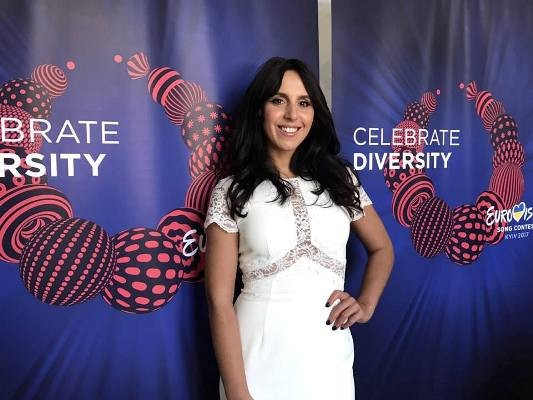 EBRATE
RSITY
CELEBRATE
DIVERSITY
EUROVISION
SONG CONTEST
KYIV 2017